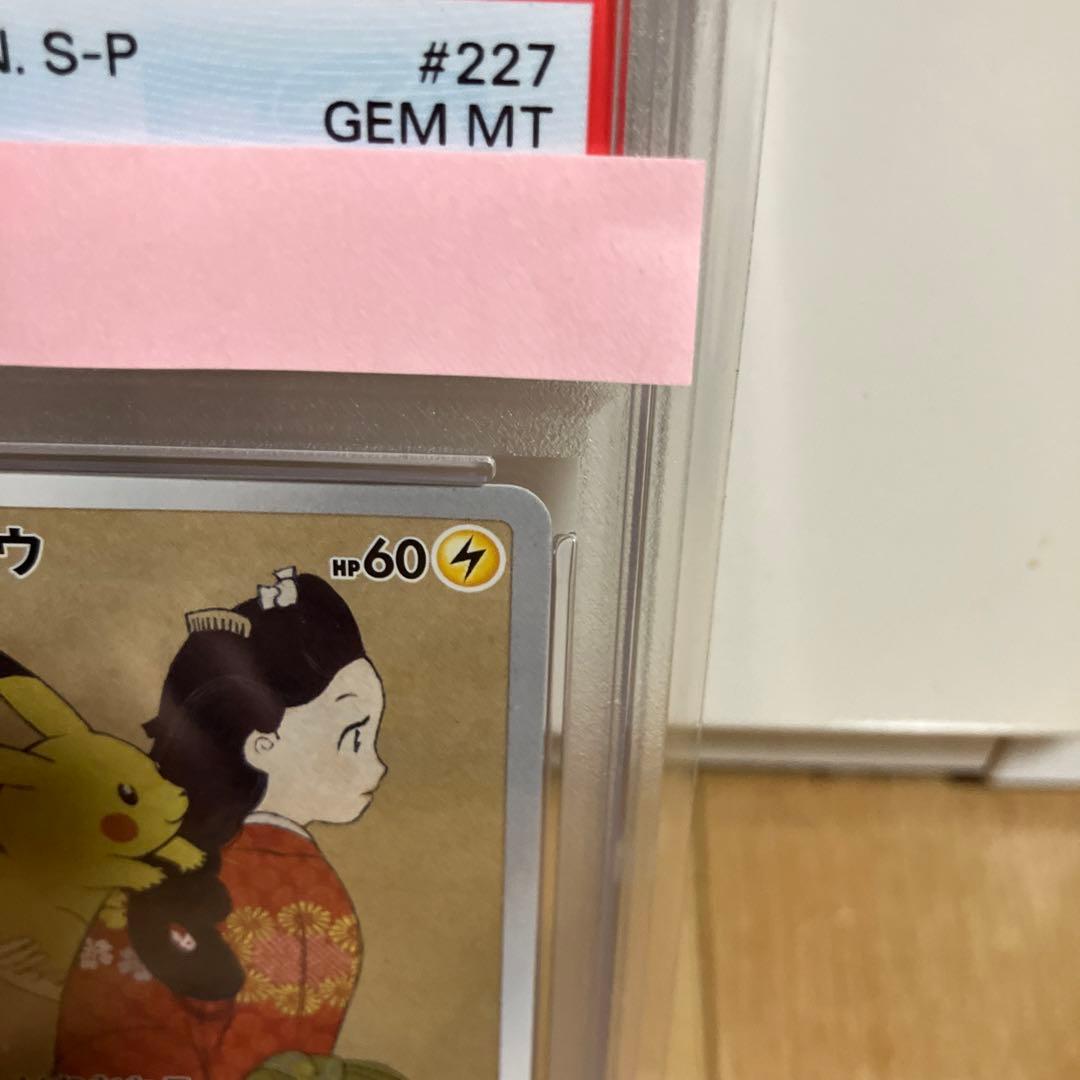 N. S-P
#227
GEM MT
ウ
HP60